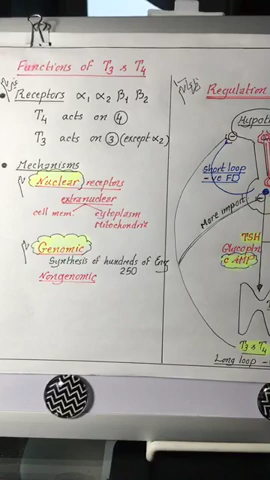 Functions of T3 & T4
Receptors α1, α2 β1, β2
T4 acts on 4
T3 acts on 3 (except α2)
Mechanisms
Nuclear receptors
extranuclear
cell mem: cytoplasm
mitochondria
Genomic
Synthesis of hundreds of
250
Nongenomic
Regulation
short loop
-ve FB
More import
TSH
c AMP
T3 & T4
Long loop -